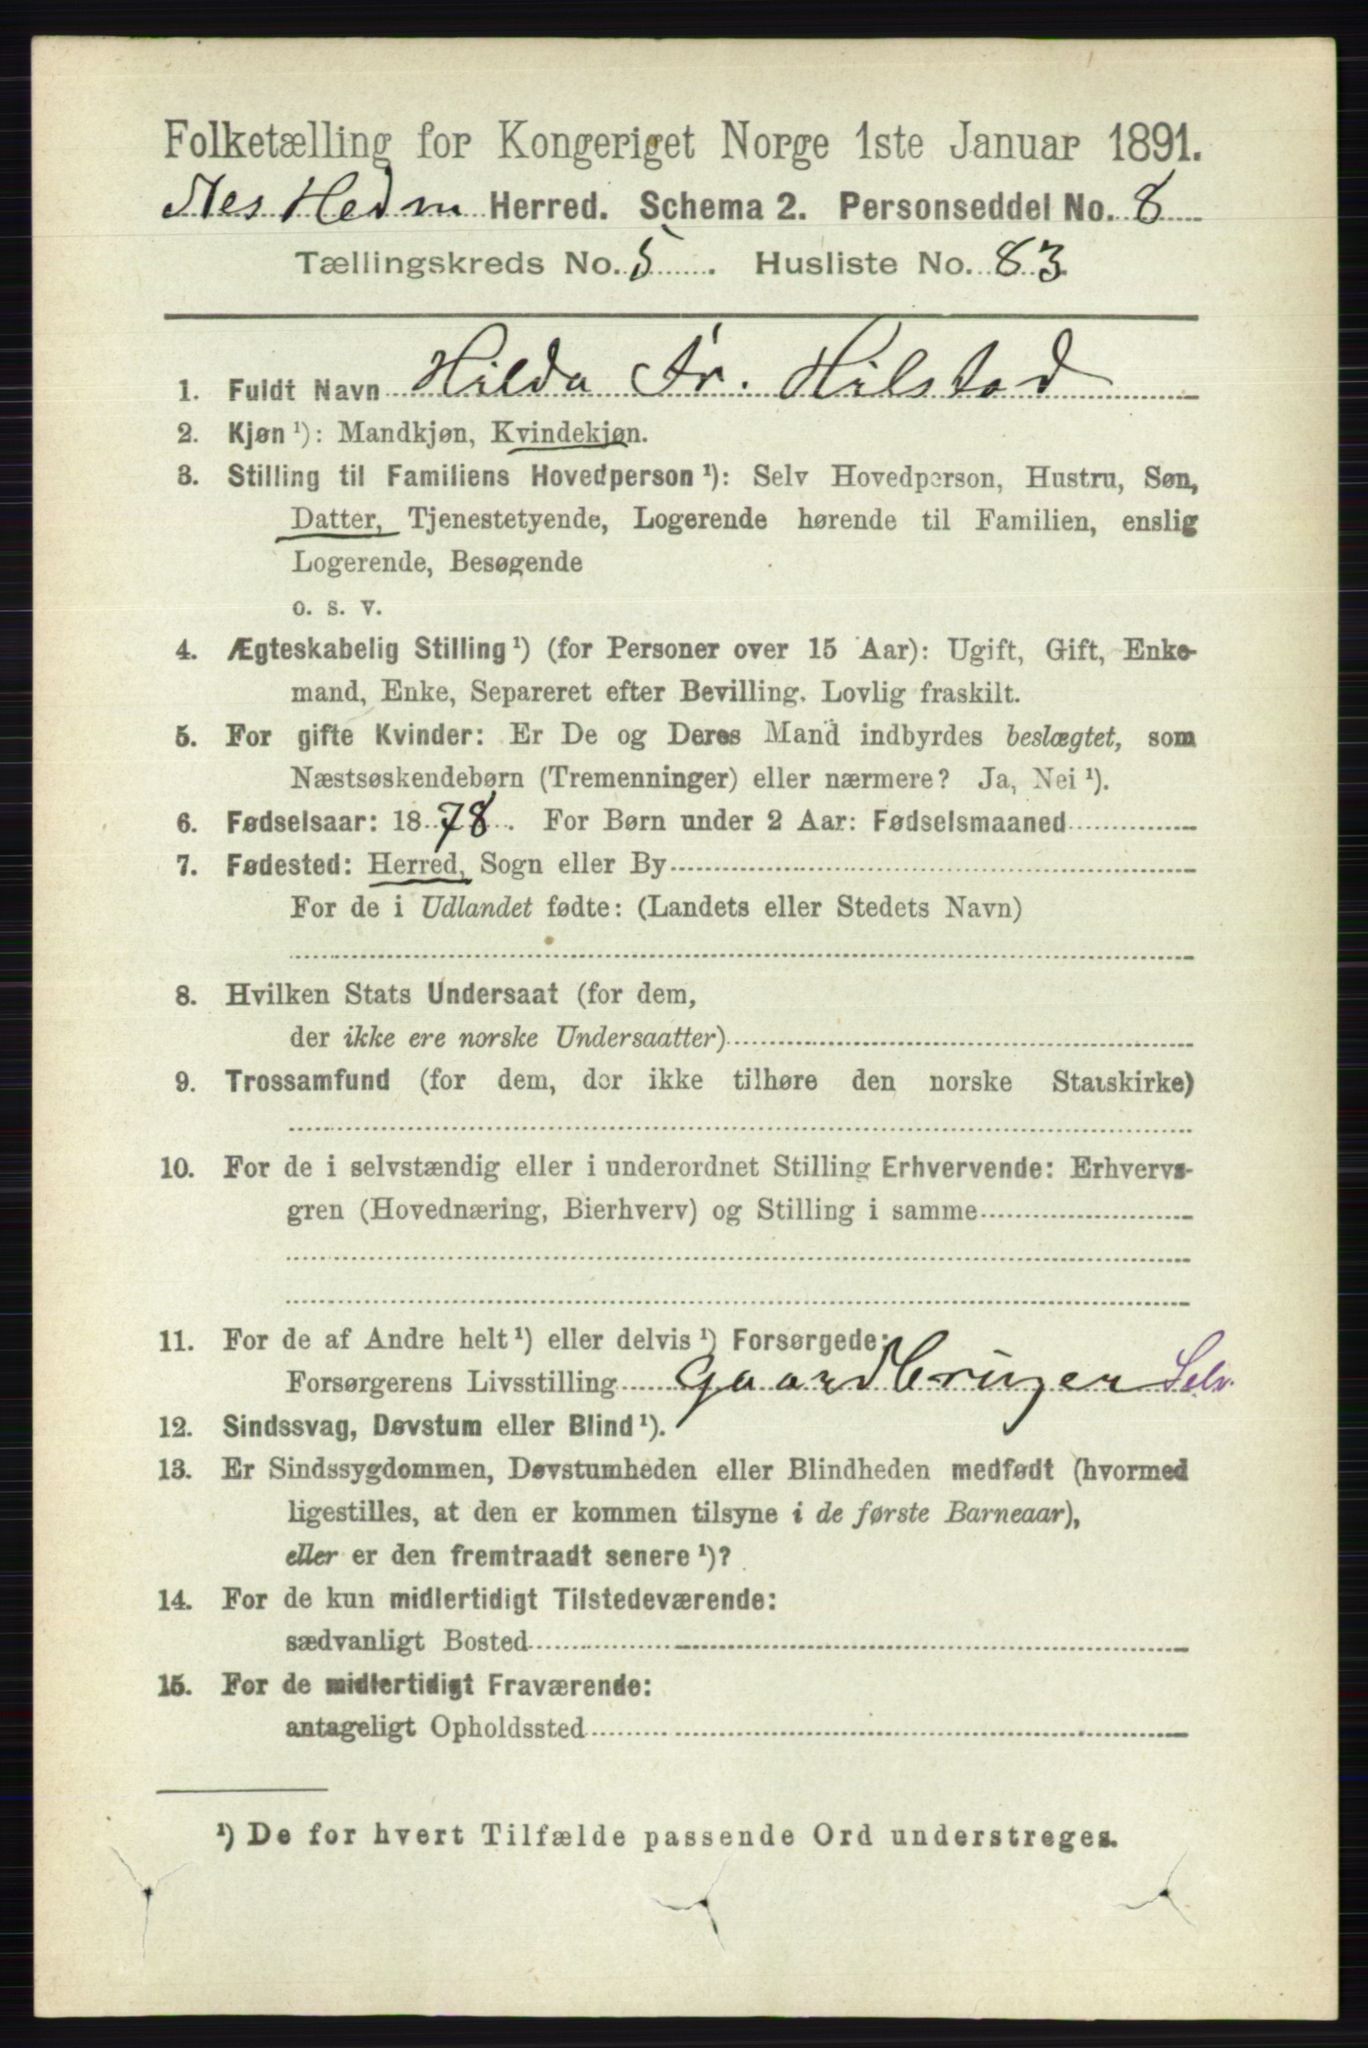 Folketælling for Kongeriget Norge 1ste Januar 1891.
Nes Hedm Herred. Schema 2. Personseddel No. 8
Tællingskreds No. 5. Husliste No. 83
1. Fuldt Navn Hilda Fr. Hilstad
2. Kjøn ¹): Mandkjøn, Kvindekjøn.
3. Stilling til Familiens Hovedperson ¹): Selv Hovedperson, Hustru, Søn,
Datter, Tjenestetyende, Logerende hørende til Familien, enslig
Logerende, Besøgende
o. s. v.
4. Ægteskabelig Stilling ¹) (for Personer over 15 Aar): Ugift, Gift, Enke-
mand, Enke, Separeret efter Bevilling. Lovlig fraskilt.
5. For gifte Kvinder: Er De og Deres Mand indbyrdes beslægtet, som
Næstsøskendebørn (Tremenninger) eller nærmere? Ja, Nei ¹).
6. Fødselsaar: 1878. For Børn under 2 Aar: Fødselsmaaned
7. Fødested: Herred, Sogn eller By
For de i Udlandet fødte: (Landets eller Stedets Navn)
8. Hvilken Stats Undersaat (for dem,
der ikke ere norske Undersaatter)
9. Trossamfund (for dem, der ikke tilhøre den norske Statskirke)
10. For de i selvstændig eller i underordnet Stilling Erhvervende: Erhvervs-
gren (Hovednæring, Bierhverv) og Stilling i samme
11. For de af Andre helt ¹) eller delvis ¹) Forsørgede:
Forsørgerens Livsstilling Gaardbruger Selv.
12. Sindssvag, Døvstum eller Blind ¹).
13. Er Sindssygdommen, Døvstumheden eller Blindheden medfødt (hvormed
ligestilles, at den er kommen tilsyne i de første Barneaar),
eller er den fremtraadt senere ¹)?
14. For de kun midlertidigt Tilstedeværende:
sædvanligt Bosted
15. For de midlertidigt Fraværende:
antageligt Opholdssted
¹) De for hvert Tilfælde passende Ord understreges.